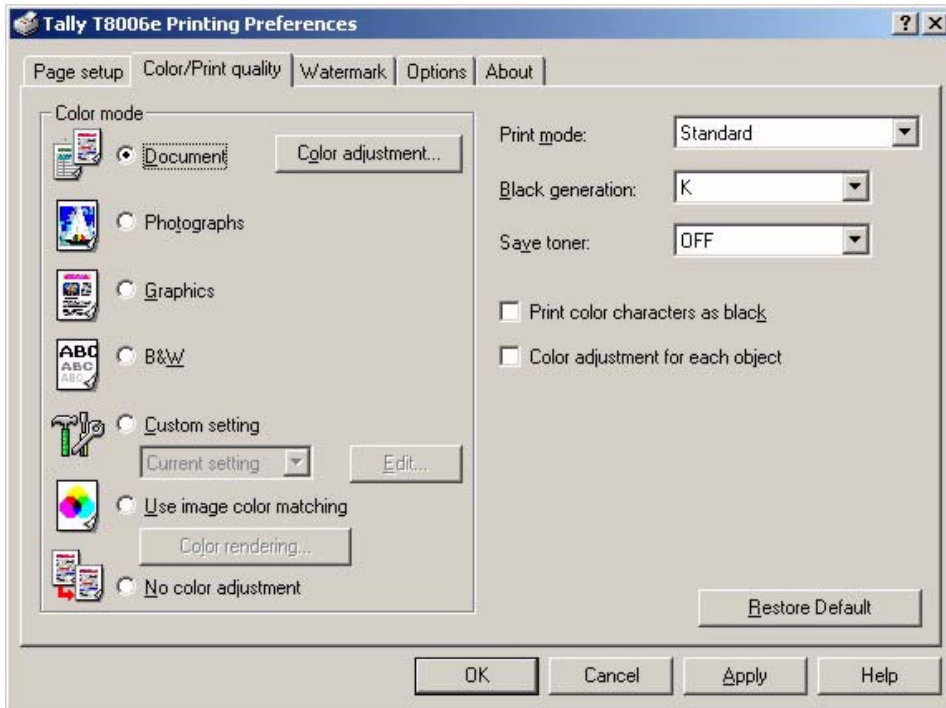 Tally T8006e Printing Preferences
Page setup
Color/Print quality
Watermark
Options
About
Color mode
Document
Color adjustment...
Photographs
Graphics
ABC
ABC
ABC
B&W
Custom setting
Current setting
Edit...
Use image color matching
Color rendering...
No color adjustment
Print mode:
Standard
Black generation:
K
Save toner:
OFF
Print color characters as black
Color adjustment for each object
Restore Default
OK
Cancel
Apply
Help